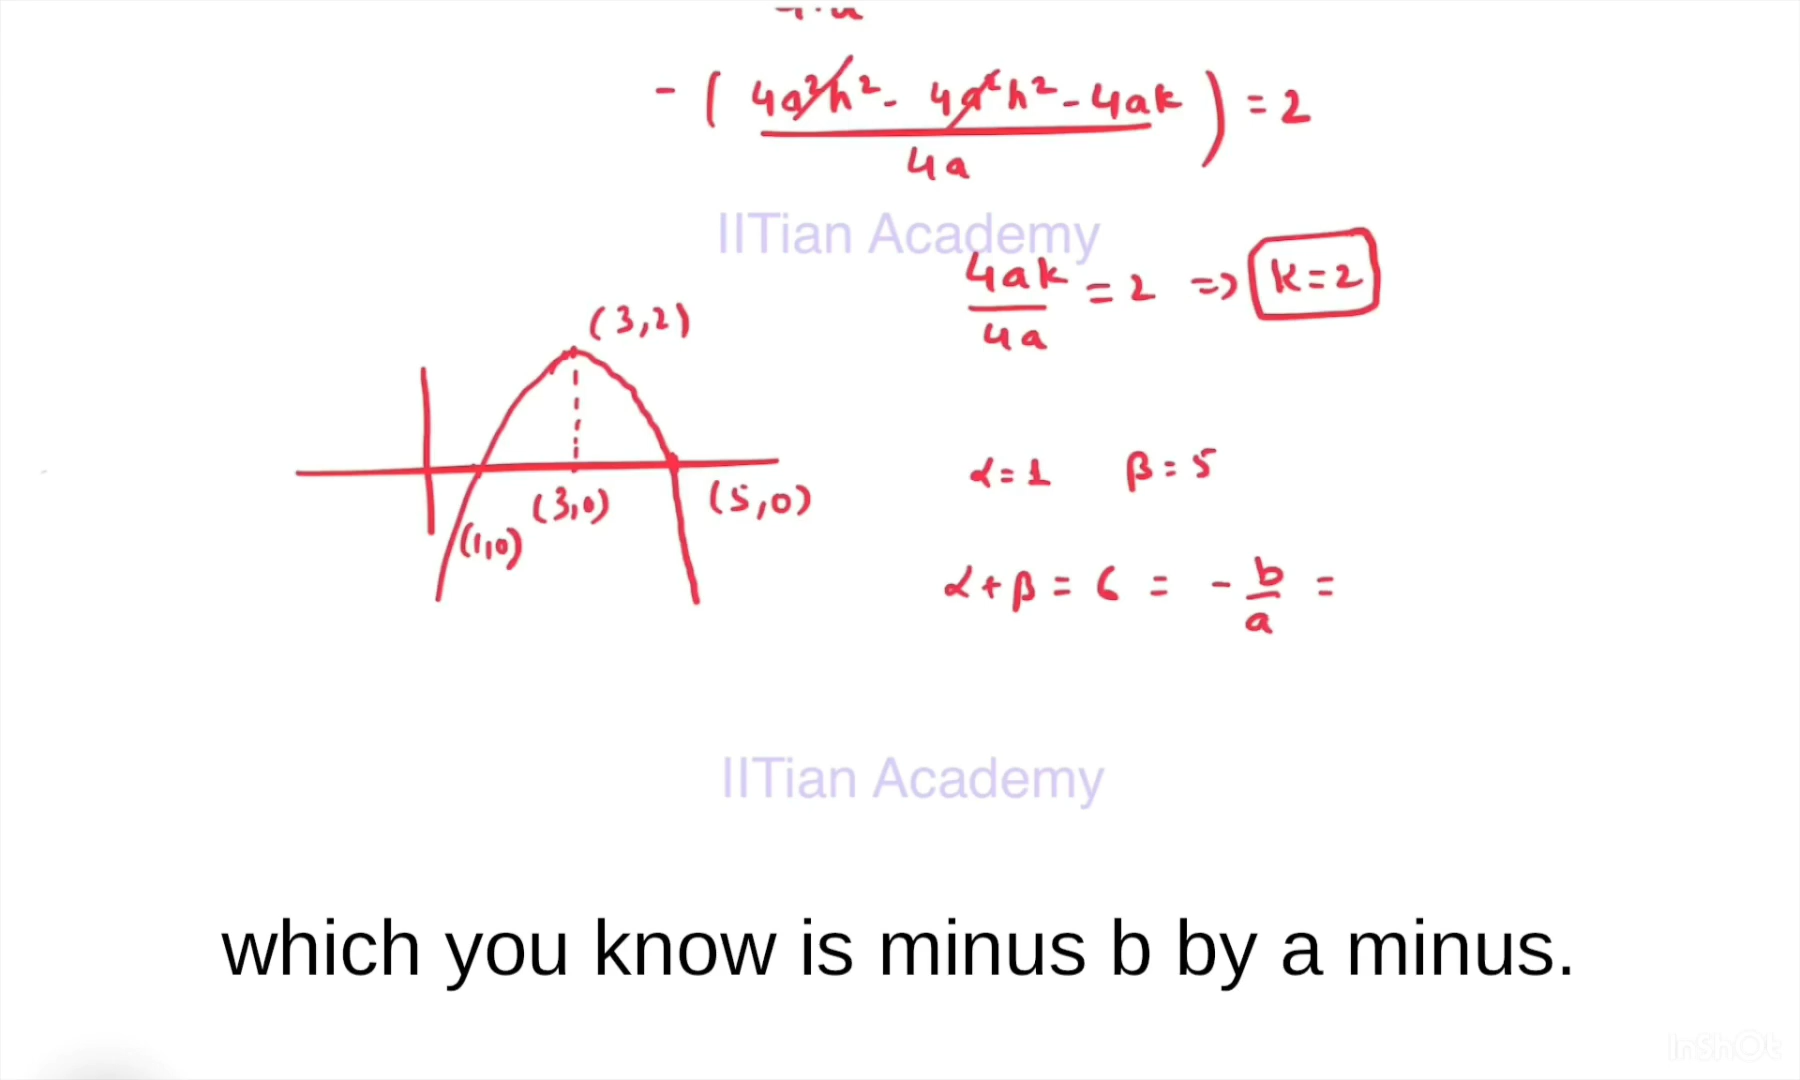 - ( 4a²h² - 4a²h² - 4ak ) = 2
4a
IITian Academy
4ak = 2 => k = 2
4a
(3,2)
α = 1 β = 5
(3,0) (5,0)
(1,0)
α + β = 6 = - b =
a
IITian Academy
which you know is minus b by a minus.
InShOt